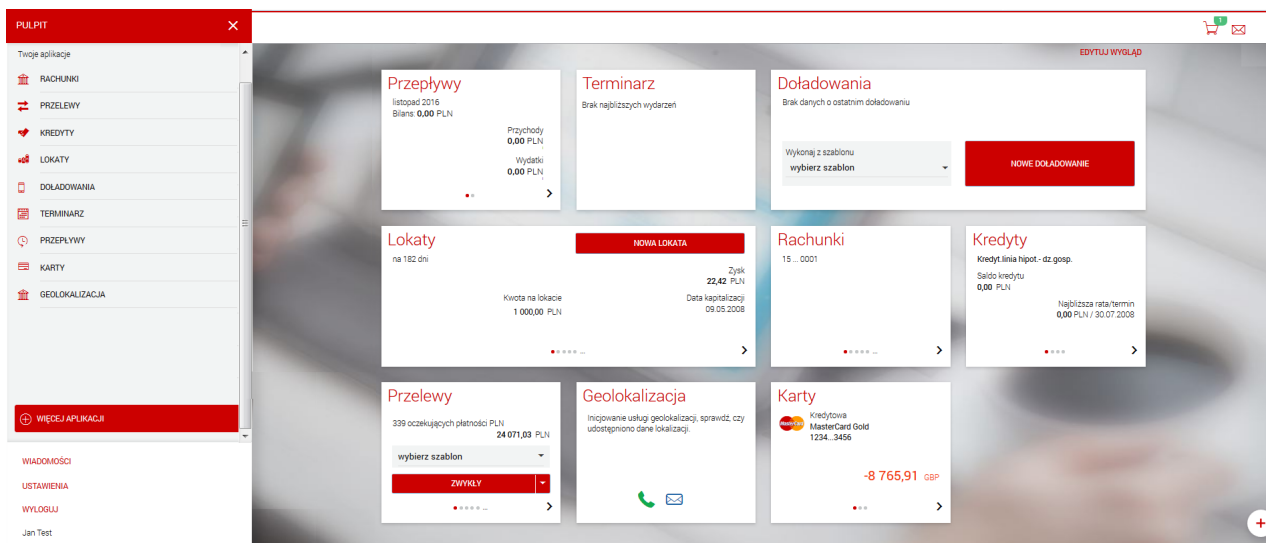 PULPIT
Twoje aplikacje
RACHUNKI
PRZELEWY
KREDYTY
LOKATY
DOŁADOWANIA
TERMINARZ
PRZEPŁYWY
KARTY
GEOLOKALIZACJA
WIĘCEJ APLIKACJI
WIADOMOŚCI
USTAWIENIA
WYLOGUJ
Jan Test
1
EDYTUJ WYGLĄD
Przepływy
listopad 2016
Bilans: 0,00 PLN
Przychody
0,00 PLN
Wydatki
0,00 PLN
Terminarz
Brak najbliższych wydarzeń
Doładowania
Brak danych o ostatnim doładowaniu
Wykonaj z szablonu
wybierz szablon
NOWE DOŁADOWANIE
Lokaty
NOWA LOKATA
na 182 dni
Zysk
22,42 PLN
Kwota na lokacie
1 000,00 PLN
Data kapitalizacji
09.05.2008
...
Rachunki
15 ... 0001
...
Kredyty
Kredyt.linia hipot.- dz.gosp.
Saldo kredytu
0,00 PLN
Najbliższa rata/termin
0,00 PLN / 30.07.2008
Przelewy
339 oczekujących płatności PLN
24 071,03 PLN
wybierz szablon
ZWYKŁY
...
Geolokalizacja
Inicjowanie usługi geolokalizacji, sprawdź, czy
udostępniono dane lokalizacji.
Karty
MasterCard
Kredytowa
MasterCard Gold
1234...3456
-8 765,91 GBP